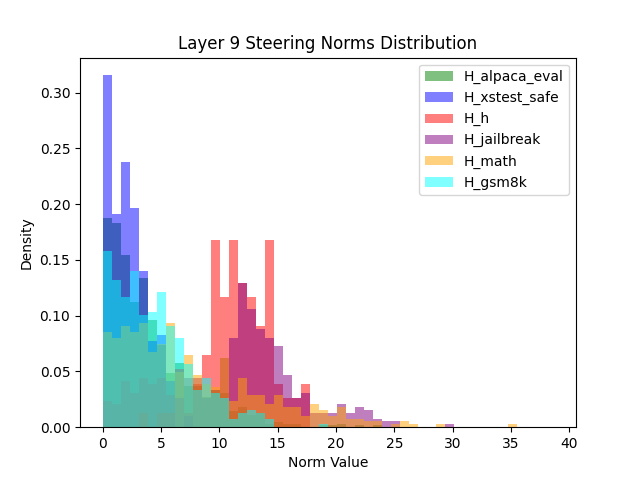 Layer 9 Steering Norms Distribution
H_alpaca_eval
H_xstest_safe
H_h
H_jailbreak
H_math
H_gsm8k
Density
0.30
0.25
0.20
0.15
0.10
0.05
0.00
0 5 10 15 20 25 30 35 40
Norm Value